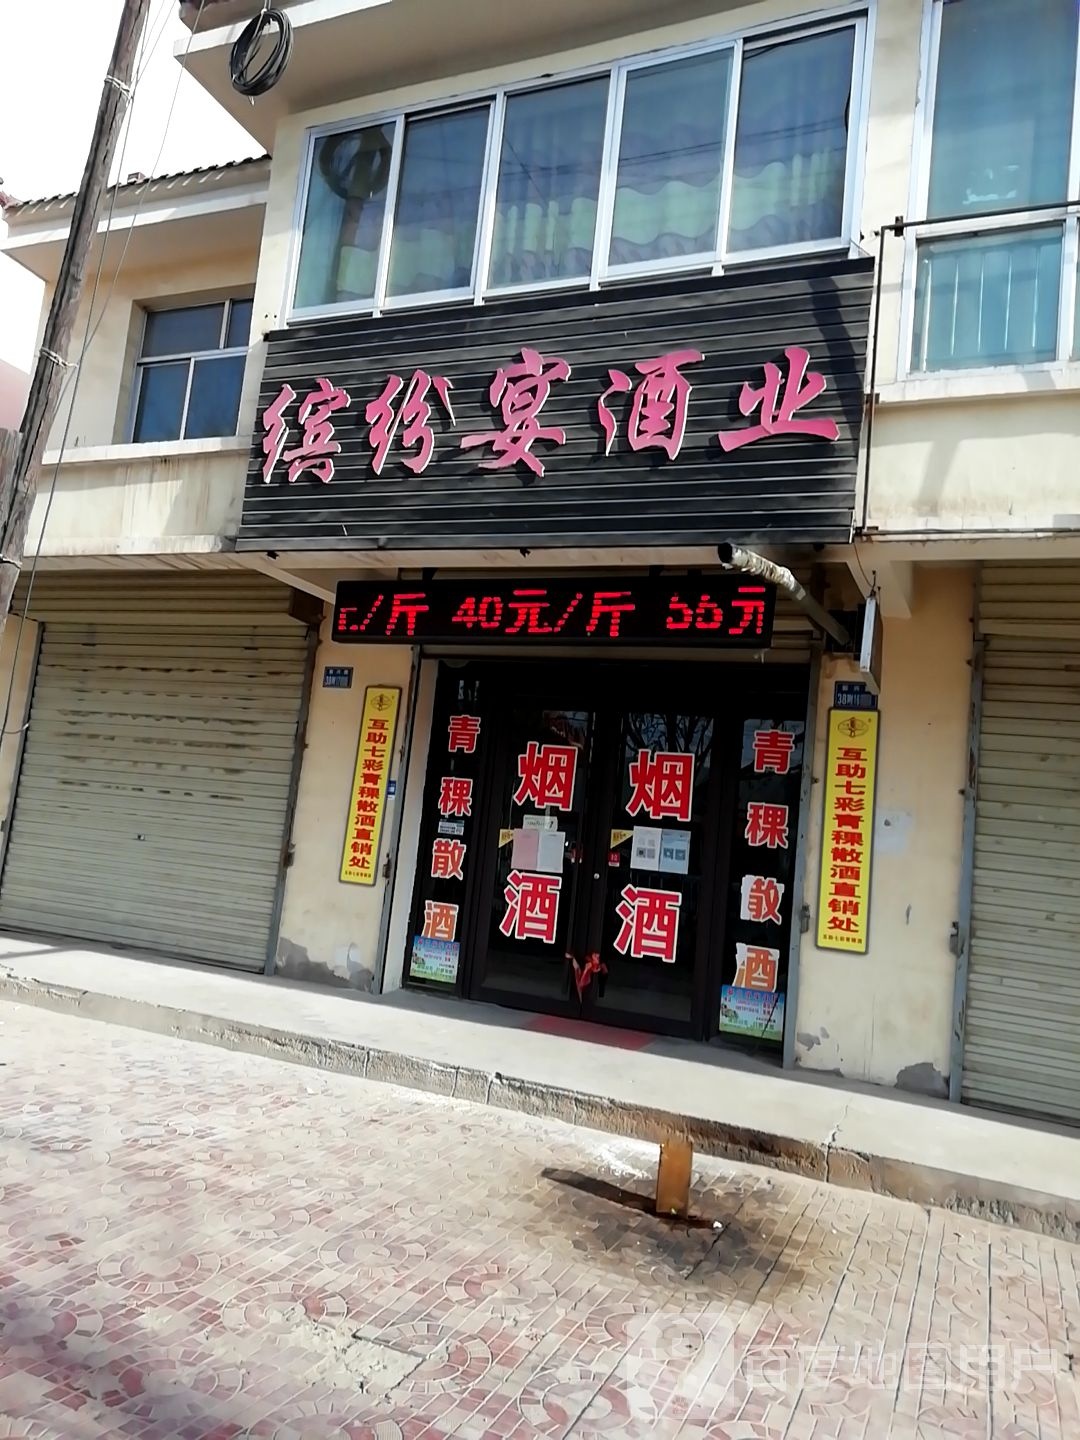 缤纷宴酒业
元/斤 40元/斤 55元
互助七彩青稞散酒直销处
青稞散酒
烟酒
烟酒
青稞散酒
互助七彩青稞散酒直销处
百度地图用户